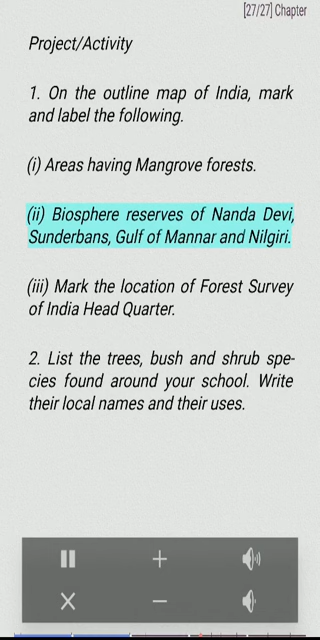 [27/27] Chapter
Project/Activity
1. On the outline map of India, mark
and label the following.
(i) Areas having Mangrove forests.
(ii) Biosphere reserves of Nanda Devi,
Sunderbans, Gulf of Mannar and Nilgiri.
(iii) Mark the location of Forest Survey
of India Head Quarter.
2. List the trees, bush and shrub spe-
cies found around your school. Write
their local names and their uses.